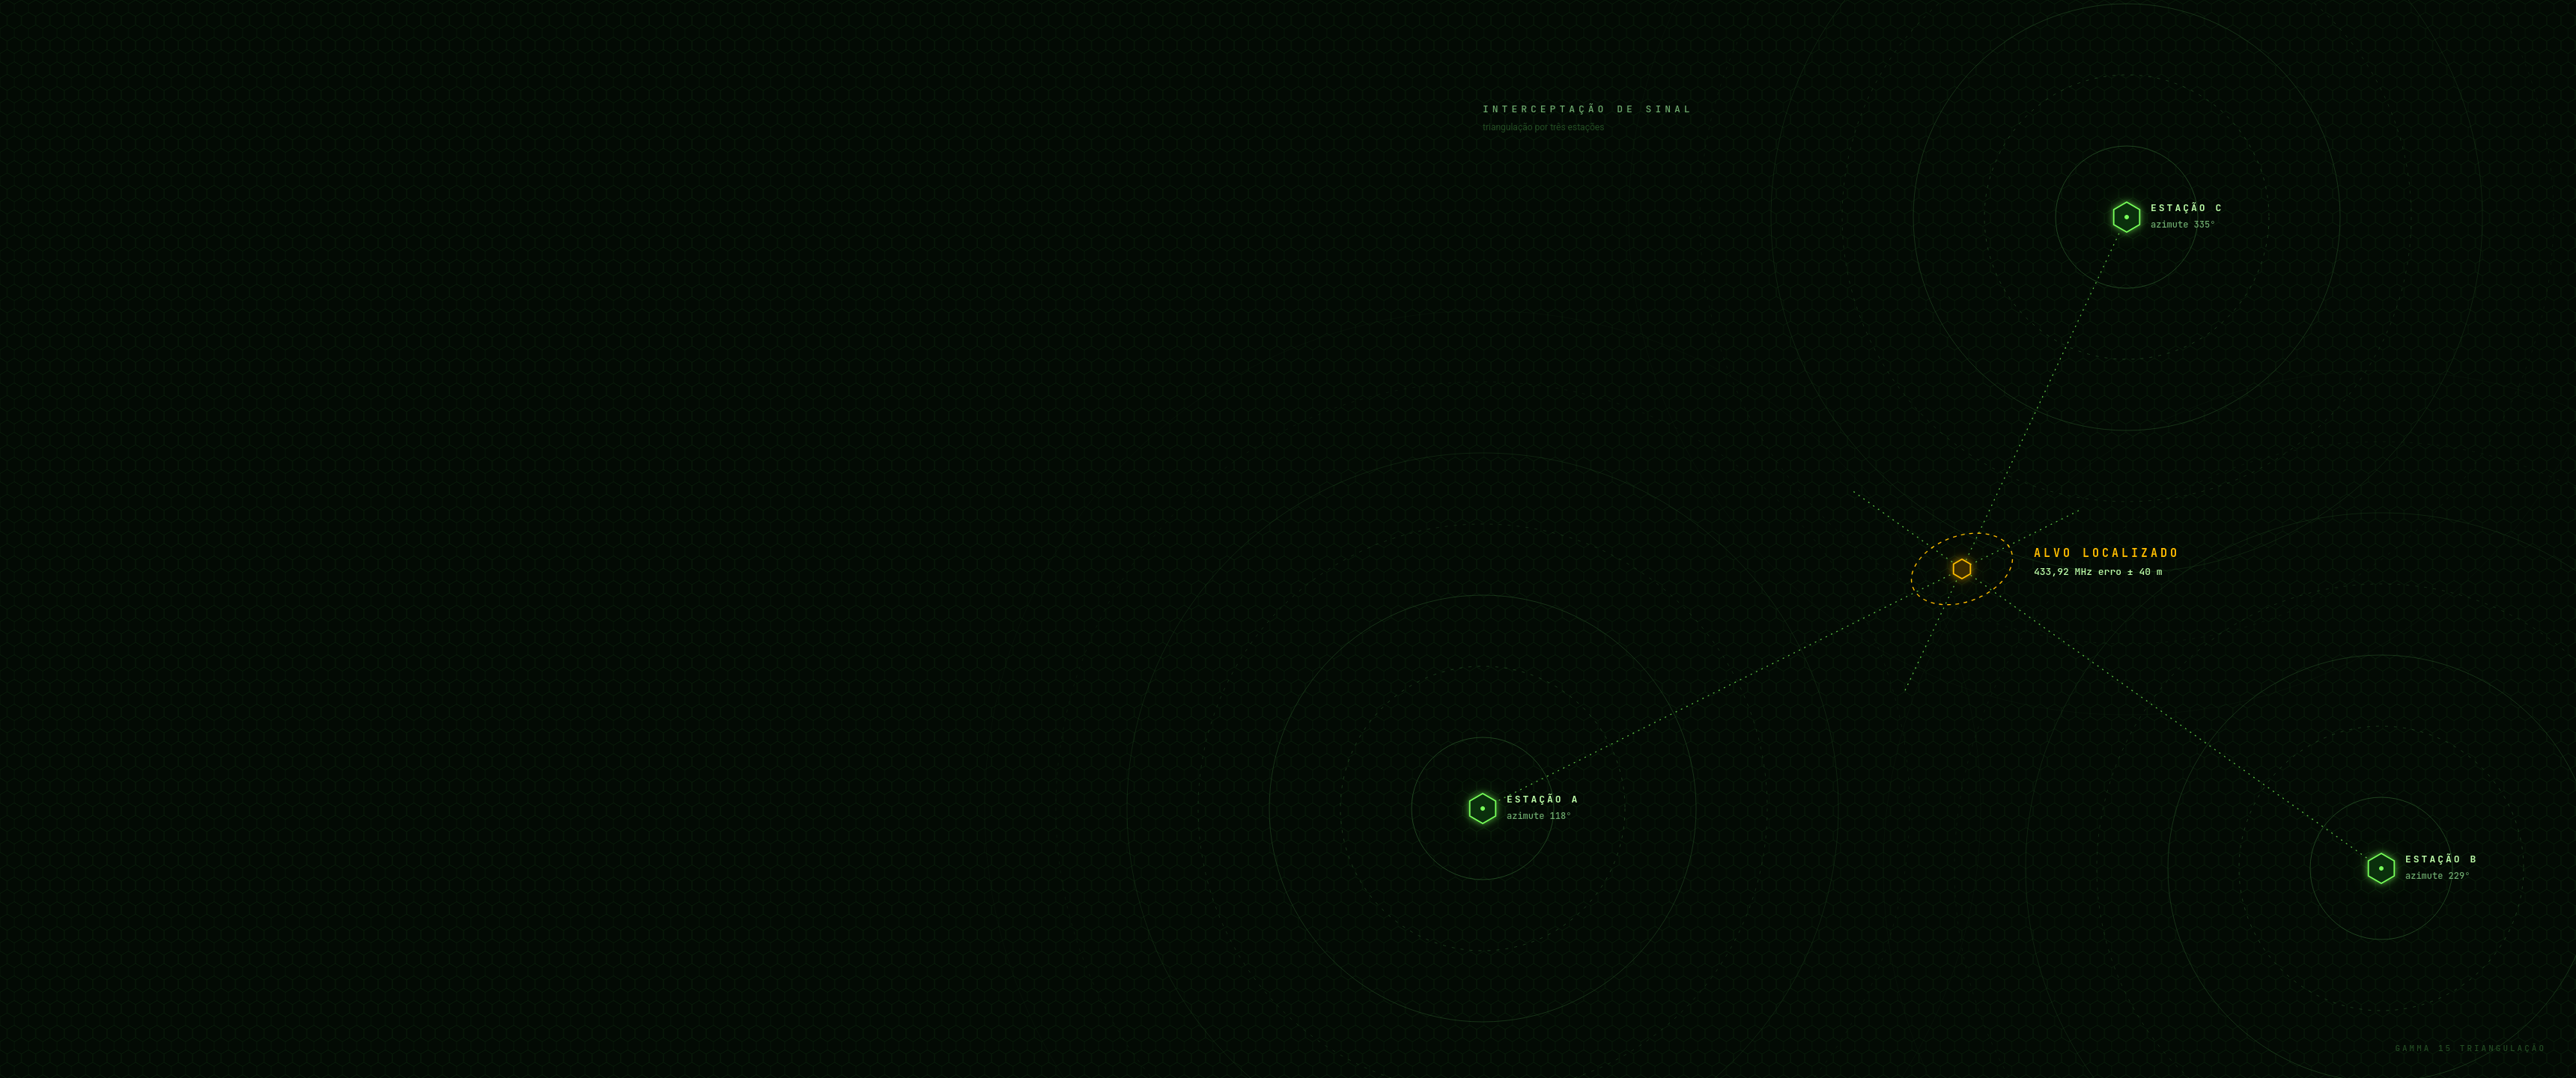 INTERCEPTAÇÃO DE SINAL
triangulação por três estações
ESTAÇÃO C
azimute 335°
ALVO LOCALIZADO
433,92 MHz erro ± 40 m
ESTAÇÃO A
azimute 118°
ESTAÇÃO B
azimute 229°
GAMMA 15 TRIANGULAÇÃO